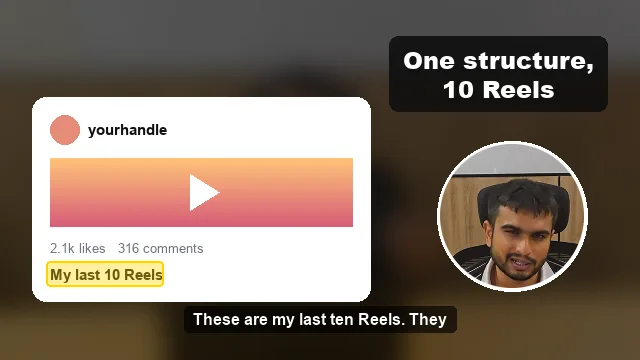 One structure,
10 Reels
yourhandle
2.1k likes 316 comments
My last 10 Reels
These are my last ten Reels. They